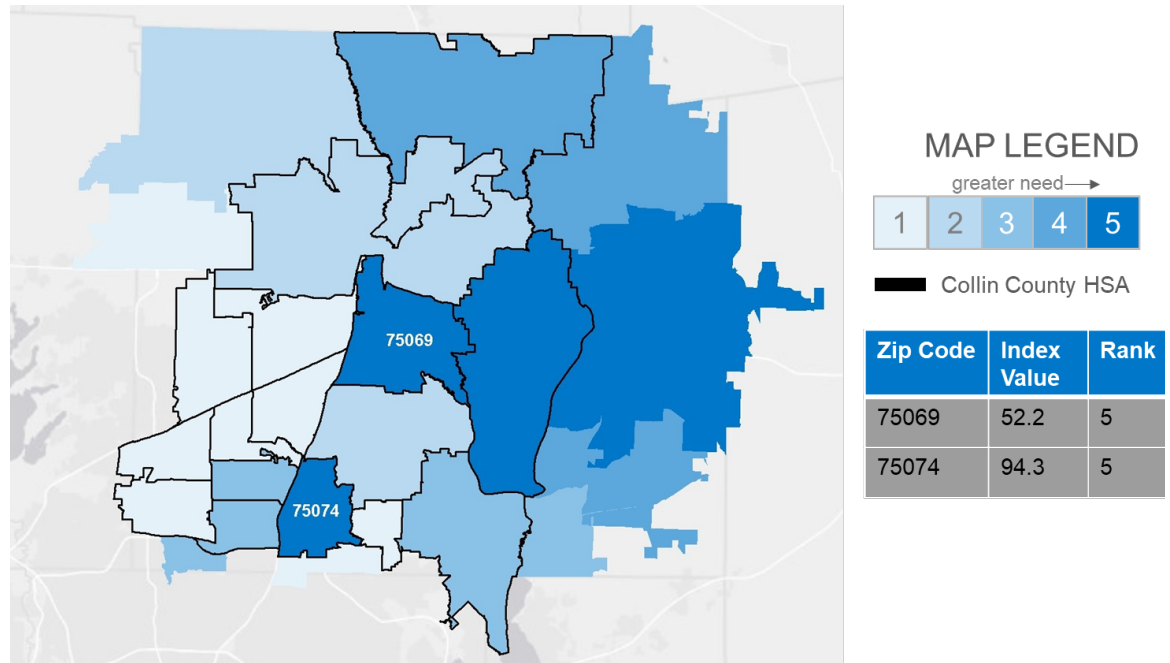 MAP LEGEND
greater need
1 2 3 4 5
Collin County HSA
75069
75074
Zip Code Index Value Rank
75069 52.2 5
75074 94.3 5